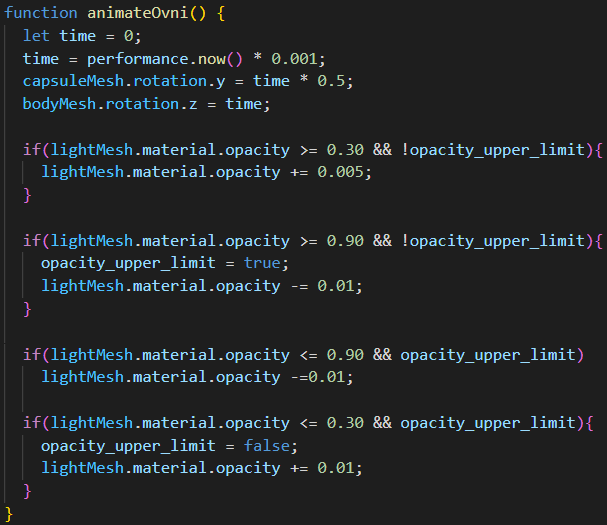 function animateOvni() {
  let time = 0;
  time = performance.now() * 0.001;
  capsuleMesh.rotation.y = time * 0.5;
  bodyMesh.rotation.z = time;

  if(lightMesh.material.opacity >= 0.30 && !opacity_upper_limit){
    lightMesh.material.opacity += 0.005;
  }

  if(lightMesh.material.opacity >= 0.90 && !opacity_upper_limit){
    opacity_upper_limit = true;
    lightMesh.material.opacity -= 0.01;
  }

  if(lightMesh.material.opacity <= 0.90 && opacity_upper_limit)
    lightMesh.material.opacity -=0.01;

  if(lightMesh.material.opacity <= 0.30 && opacity_upper_limit){
    opacity_upper_limit = false;
    lightMesh.material.opacity += 0.01;
  }
}